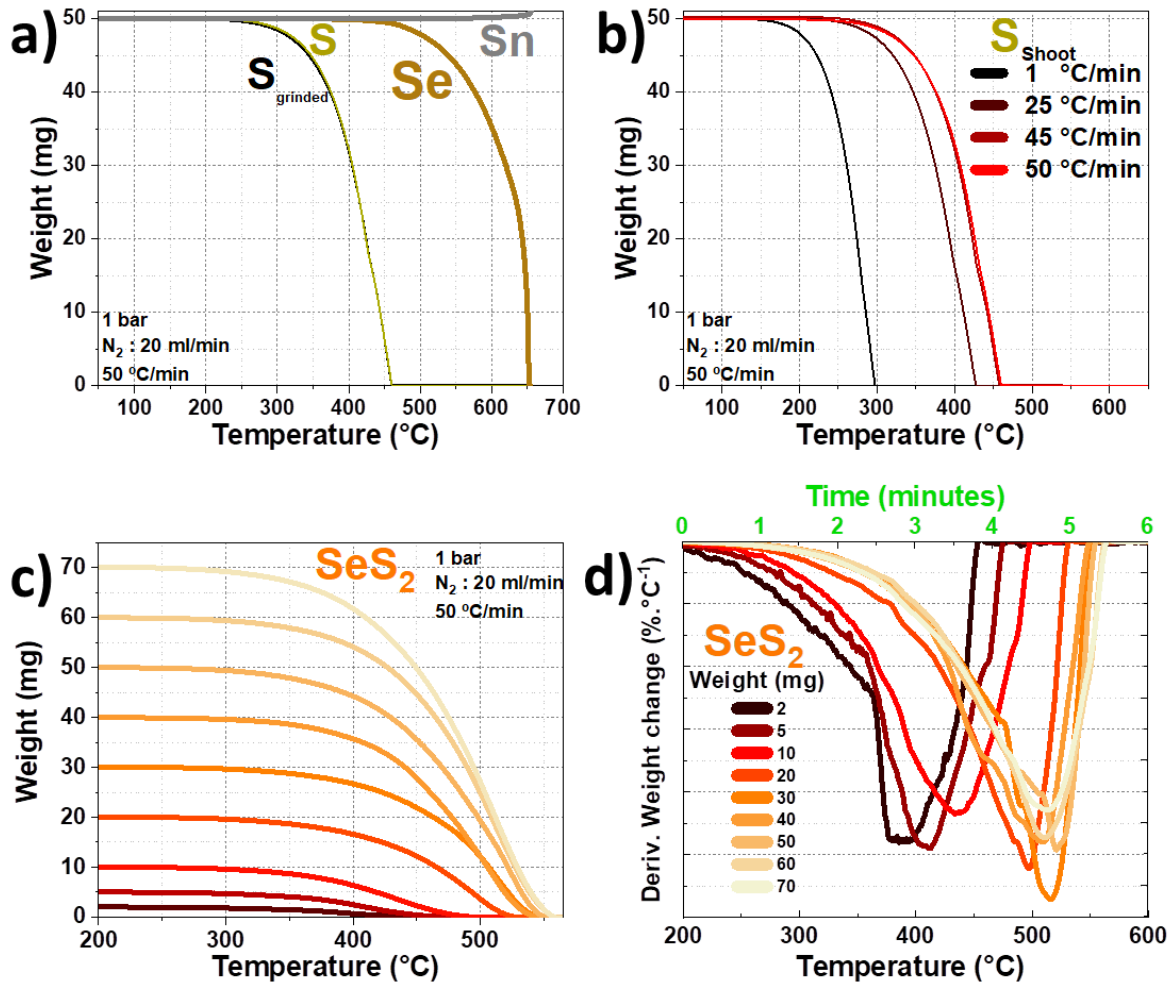 a)
50
40
30
20
10
0
Weight (mg)
S
S
grinded
Se
Sn
1 bar
N₂ : 20 ml/min
50 ºC/min
100 200 300 400 500 600 700
Temperature (°C)
b)
50
40
30
20
10
0
Weight (mg)
S
Shoot
1 °C/min
25 °C/min
45 °C/min
50 °C/min
1 bar
N₂ : 20 ml/min
50 ºC/min
100 200 300 400 500 600
Temperature (°C)
c)
70
60
50
40
30
20
10
0
Weight (mg)
SeS₂
1 bar
N₂ : 20 ml/min
50 ºC/min
200 300 400 500
Temperature (°C)
Time (minutes)
0 1 2 3 4 5 6
d)
Deriv. Weight change (%.°C⁻¹)
SeS₂
Weight (mg)
2
5
10
20
30
40
50
60
70
200 300 400 500 600
Temperature (°C)